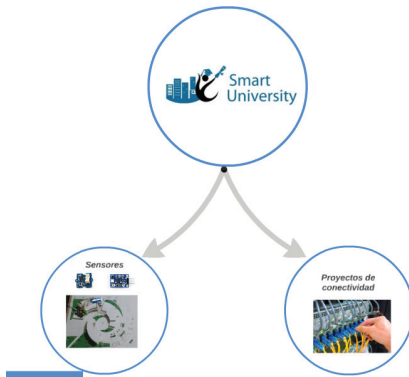 Smart
University
Sensores
Proyectos de
conectividad